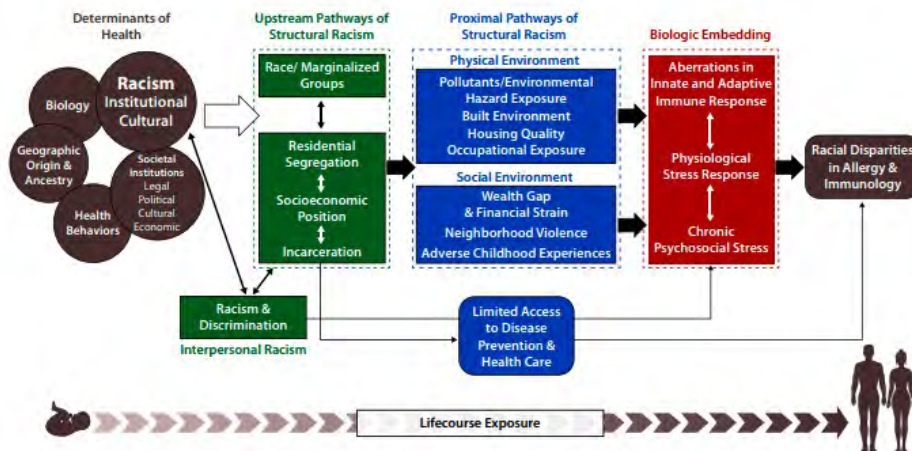 Determinants of
Health
Upstream Pathways of
Structural Racism
Proximal Pathways of
Structural Racism
Biologic Embedding
Racism
Institutional
Cultural
Biology
Geographic
Origin &
Ancestry
Societal
Institutions
Legal
Political
Cultural
Economic
Health
Behaviors
Race/ Marginalized
Groups
Residential
Segregation
Socioeconomic
Position
Incarceration
Racism &
Discrimination
Interpersonal Racism
Physical Environment
Pollutants/Environmental
Hazard Exposure
Built Environment
Housing Quality
Occupational Exposure
Social Environment
Wealth Gap
& Financial Strain
Neighborhood Violence
Adverse Childhood Experiences
Limited Access
to Disease
Prevention &
Health Care
Aberrations in
Innate and Adaptive
Immune Response
Physiological
Stress Response
Chronic
Psychosocial Stress
Racial Disparities
in Allergy &
Immunology
Lifecourse Exposure